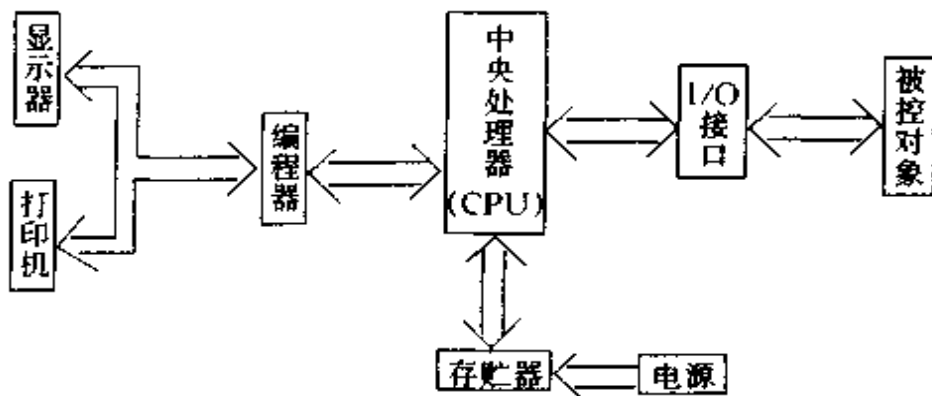 显示器
打印机
编程器
中央处理器
(CPU)
I/O
接口
被控对象
存贮器
电源